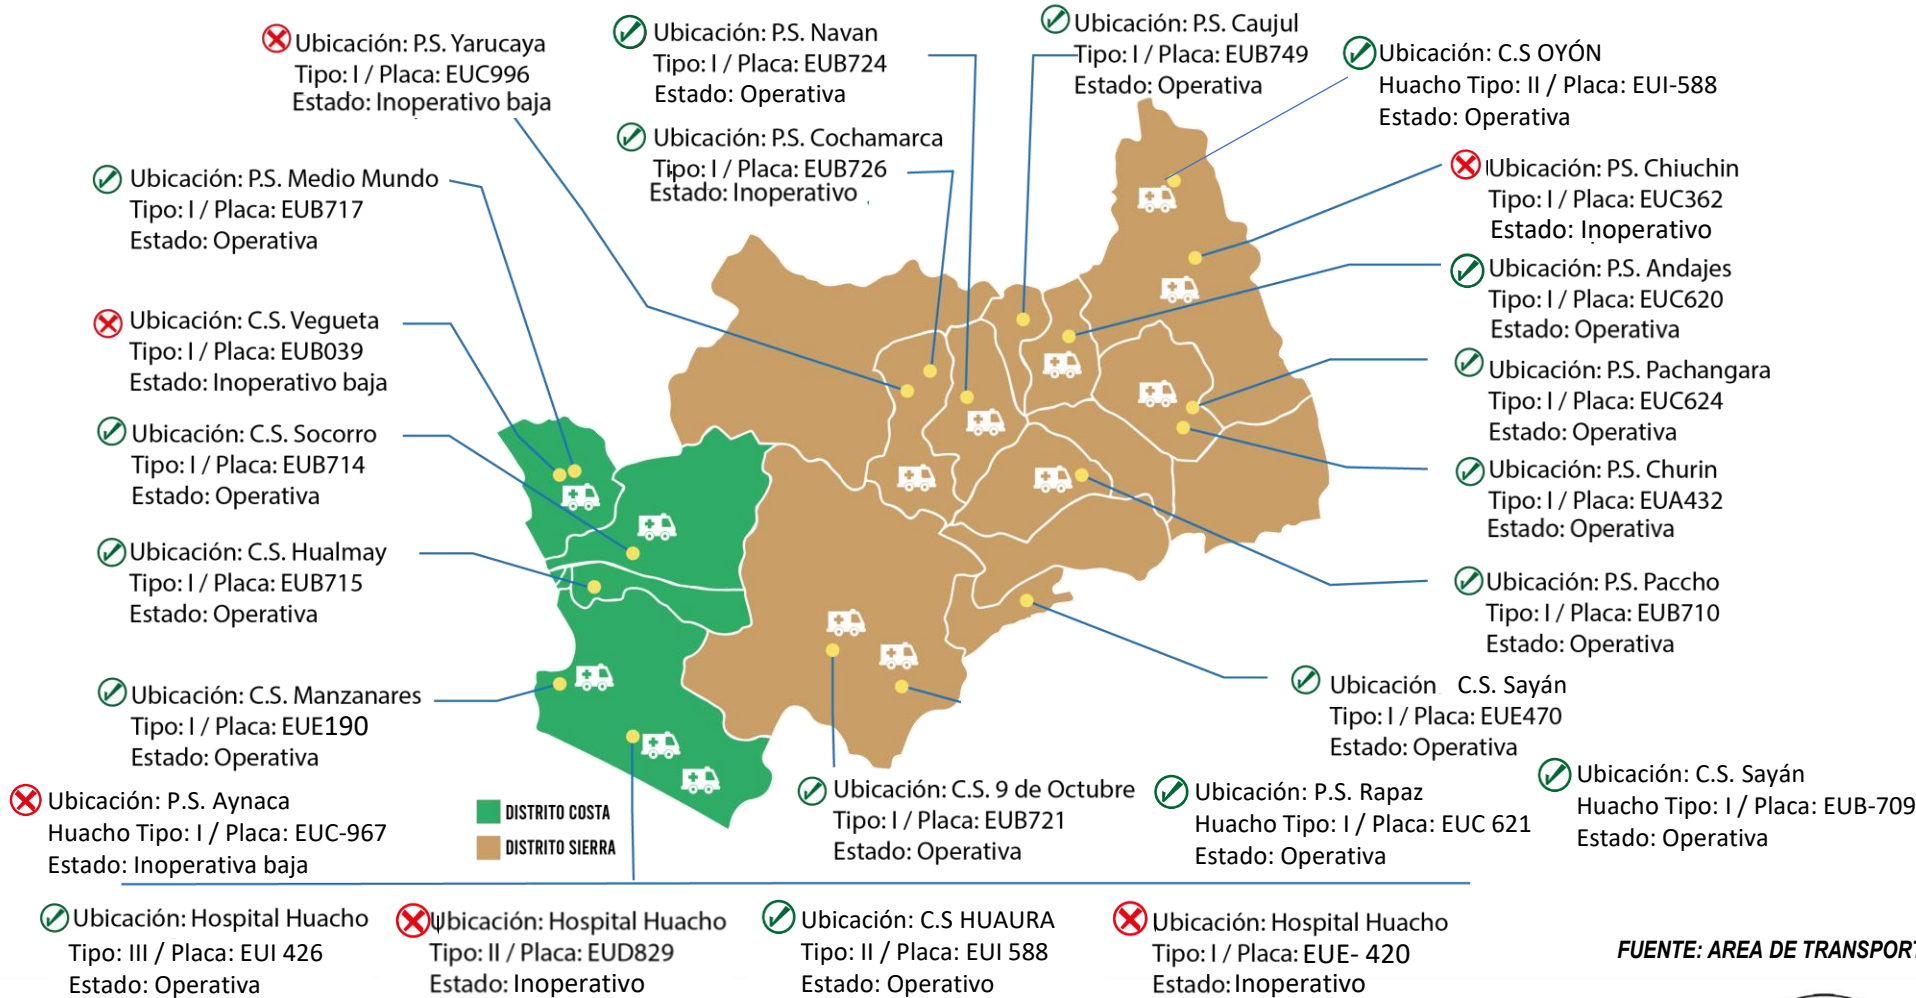 Ubicación: P.S. Yarucaya
Tipo: I / Placa: EUC996
Estado: Inoperativo baja
Ubicación: P.S. Navan
Tipo: I / Placa: EUB724
Estado: Operativa
Ubicación: P.S. Caujul
Tipo: I / Placa: EUB749
Estado: Operativa
Ubicación: C.S OYÓN
Huacho Tipo: II / Placa: EUI-588
Estado: Operativa
Ubicación: P.S. Cochamarca
Tipo: I / Placa: EUB726
Estado: Inoperativo
Ubicación: P.S. Medio Mundo
Tipo: I / Placa: EUB717
Estado: Operativa
Ubicación: PS. Chiuchin
Tipo: I / Placa: EUC362
Estado: Inoperativo
Ubicación: P.S. Andajes
Tipo: I / Placa: EUC620
Estado: Operativa
Ubicación: C.S. Vegueta
Tipo: I / Placa: EUB039
Estado: Inoperativo baja
Ubicación: P.S. Pachangara
Tipo: I / Placa: EUC624
Estado: Operativa
Ubicación: C.S. Socorro
Tipo: I / Placa: EUB714
Estado: Operativa
Ubicación: P.S. Churin
Tipo: I / Placa: EUA432
Estado: Operativa
Ubicación: C.S. Hualmay
Tipo: I / Placa: EUB715
Estado: Operativa
Ubicación: P.S. Paccho
Tipo: I / Placa: EUB710
Estado: Operativa
Ubicación: C.S. Manzanares
Tipo: I / Placa: EUE190
Estado: Operativa
Ubicación C.S. Sayán
Tipo: I / Placa: EUE470
Estado: Operativa
Ubicación: P.S. Aynaca
Huacho Tipo: I / Placa: EUC-967
Estado: Inoperativa baja
DISTRITO COSTA
DISTRITO SIERRA
Ubicación: C.S. 9 de Octubre
Tipo: I / Placa: EUB721
Estado: Operativa
Ubicación: P.S. Rapaz
Huacho Tipo: I / Placa: EUC 621
Estado: Operativa
Ubicación: C.S. Sayán
Huacho Tipo: I / Placa: EUB-709
Estado: Operativa
Ubicación: Hospital Huacho
Tipo: III / Placa: EUI 426
Estado: Operativa
Ubicación: Hospital Huacho
Tipo: II / Placa: EUD829
Estado: Inoperativo
Ubicación: C.S HUAURA
Tipo: II / Placa: EUI 588
Estado: Operativo
Ubicación: Hospital Huacho
Tipo: I / Placa: EUE- 420
Estado: Inoperativo
FUENTE: AREA DE TRANSPORT